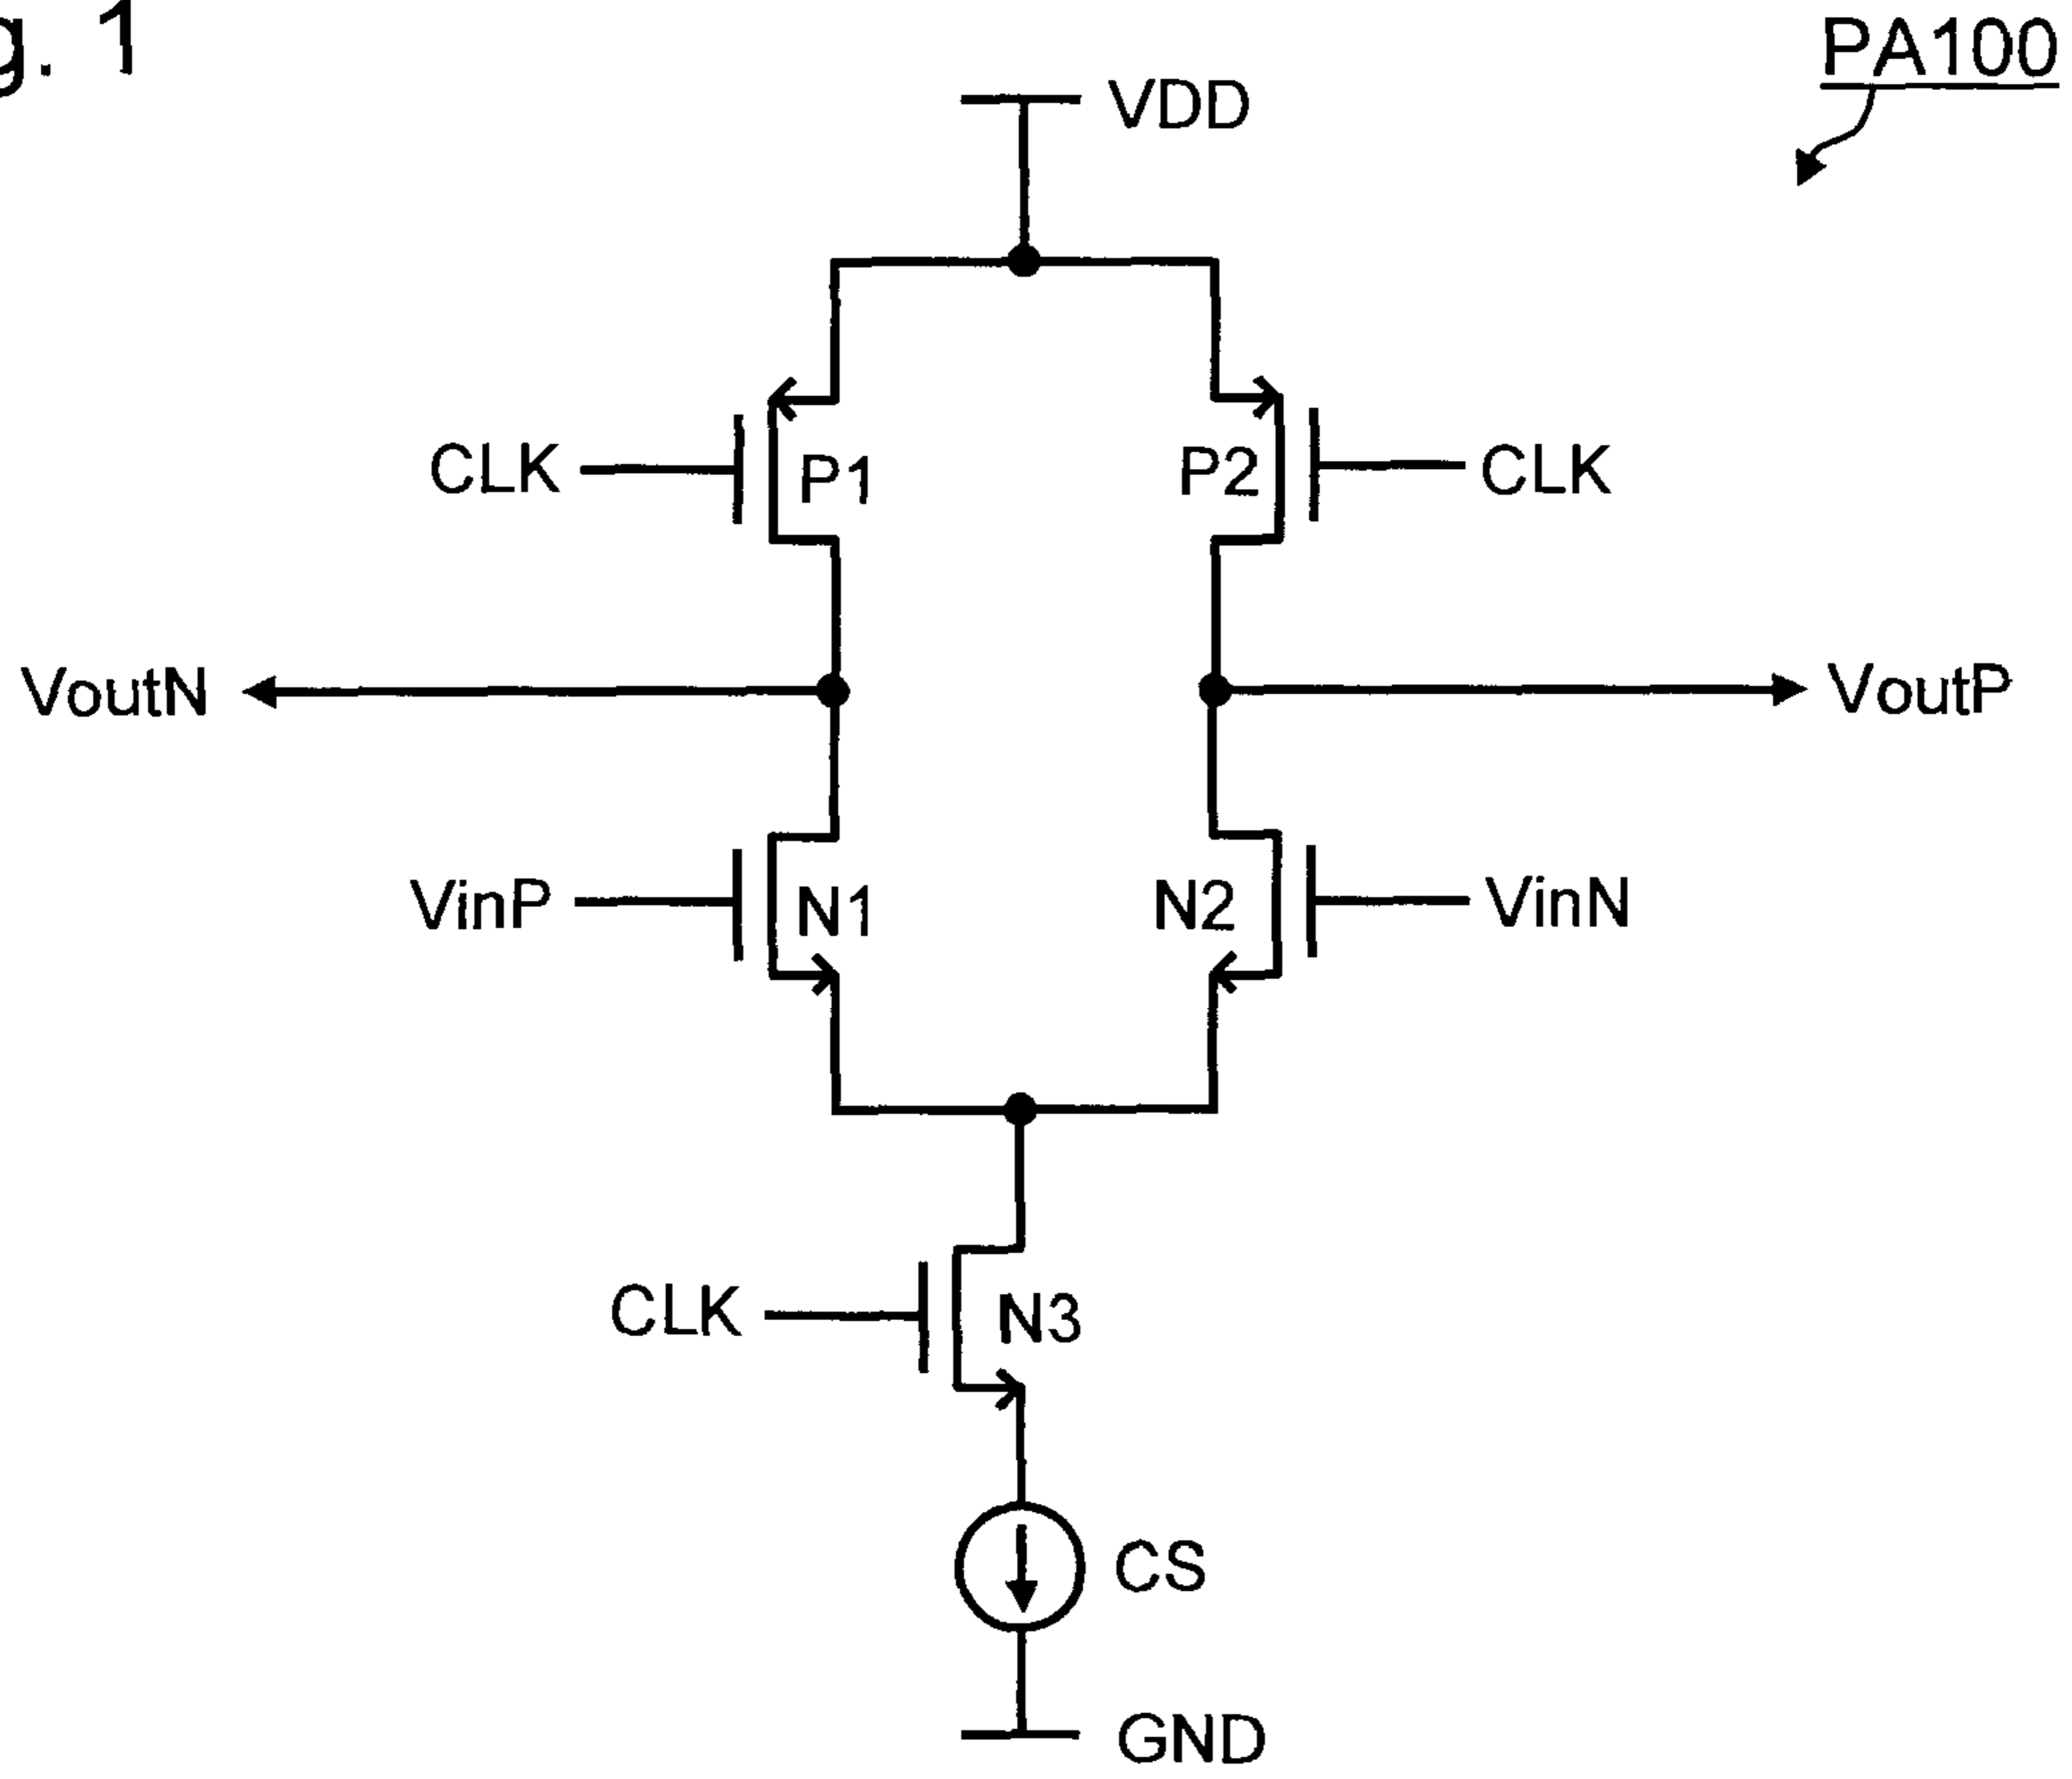 g. 1
PA100
VDD
CLK
P1
P2
CLK
VoutN
VoutP
VinP
N1
N2
VinN
CLK
N3
CS
GND